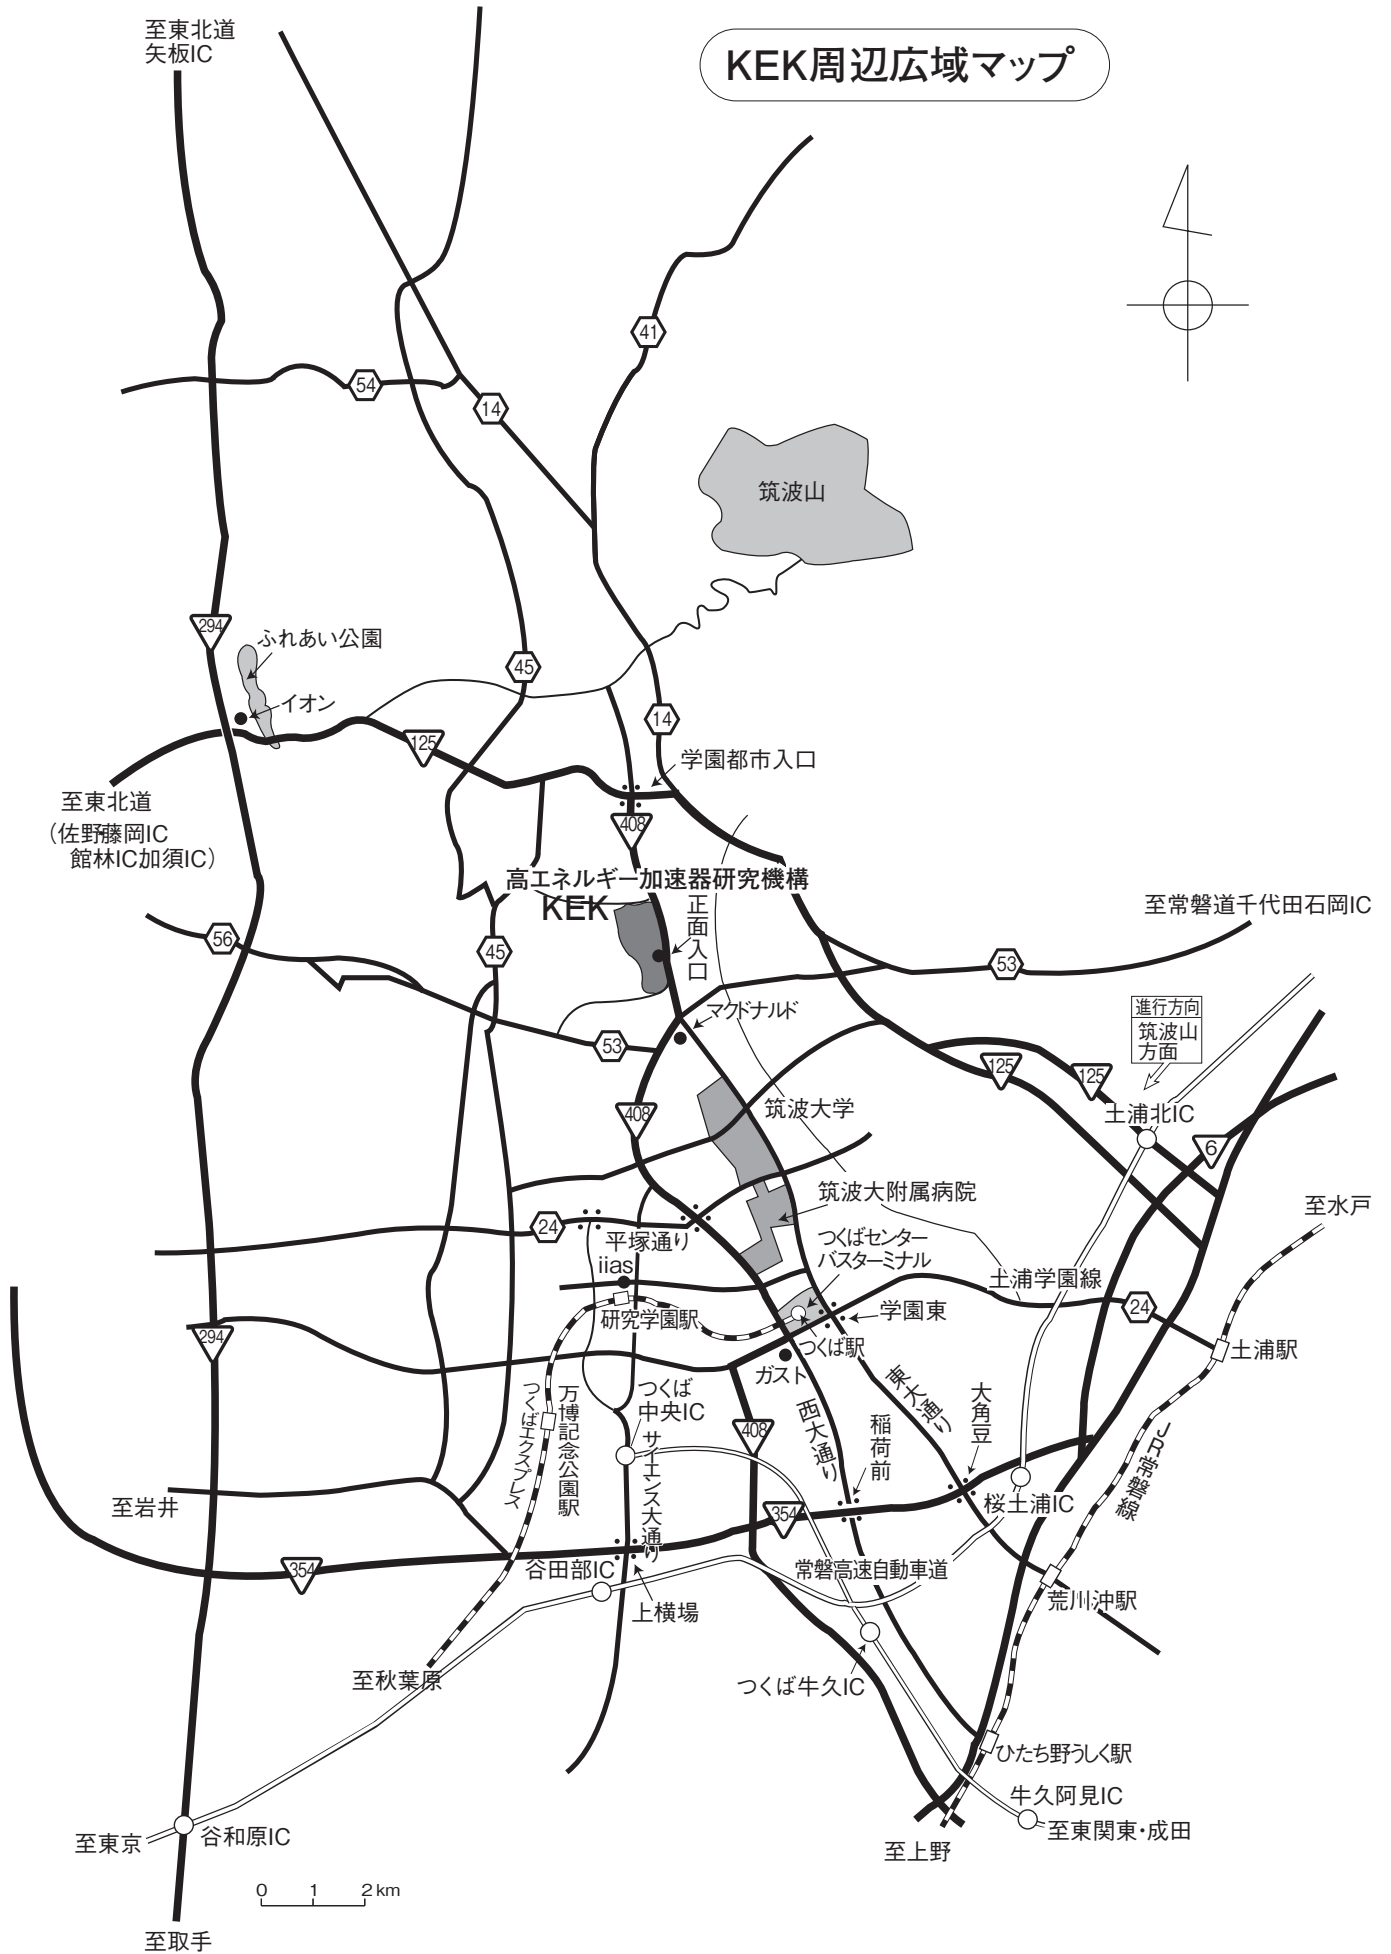 至東北道
矢板IC
KEK周辺広域マップ
41
54
14
筑波山
294
ふれあい公園
45
イオン
14
125
学園都市入口
至東北道
(佐野藤岡IC
館林IC加須IC)
408
高エネルギー加速器研究機構
KEK
正面入口
至常磐道千代田石岡IC
56
45
53
進行方向
筑波山
方面
マクドナルド
53
125
125
408
筑波大学
土浦北IC
6
筑波大附属病院
至水戸
24
平塚通り
つくばセンター
バスターミナル
iias
土浦学園線
24
研究学園駅
学園東
294
つくば駅
土浦駅
ガスト
東大通り
つくば
中央IC
万博記念公園駅
つくばエクスプレス
大角豆
西大通り
稲荷前
408
サイエンス大通り
JR常磐線
至岩井
桜土浦IC
354
354
谷田部IC
常磐高速自動車道
上横場
荒川沖駅
至秋葉原
つくば牛久IC
ひたち野うしく駅
牛久阿見IC
至東京
谷和原IC
至東関東・成田
至上野
0 1 2 km
至取手